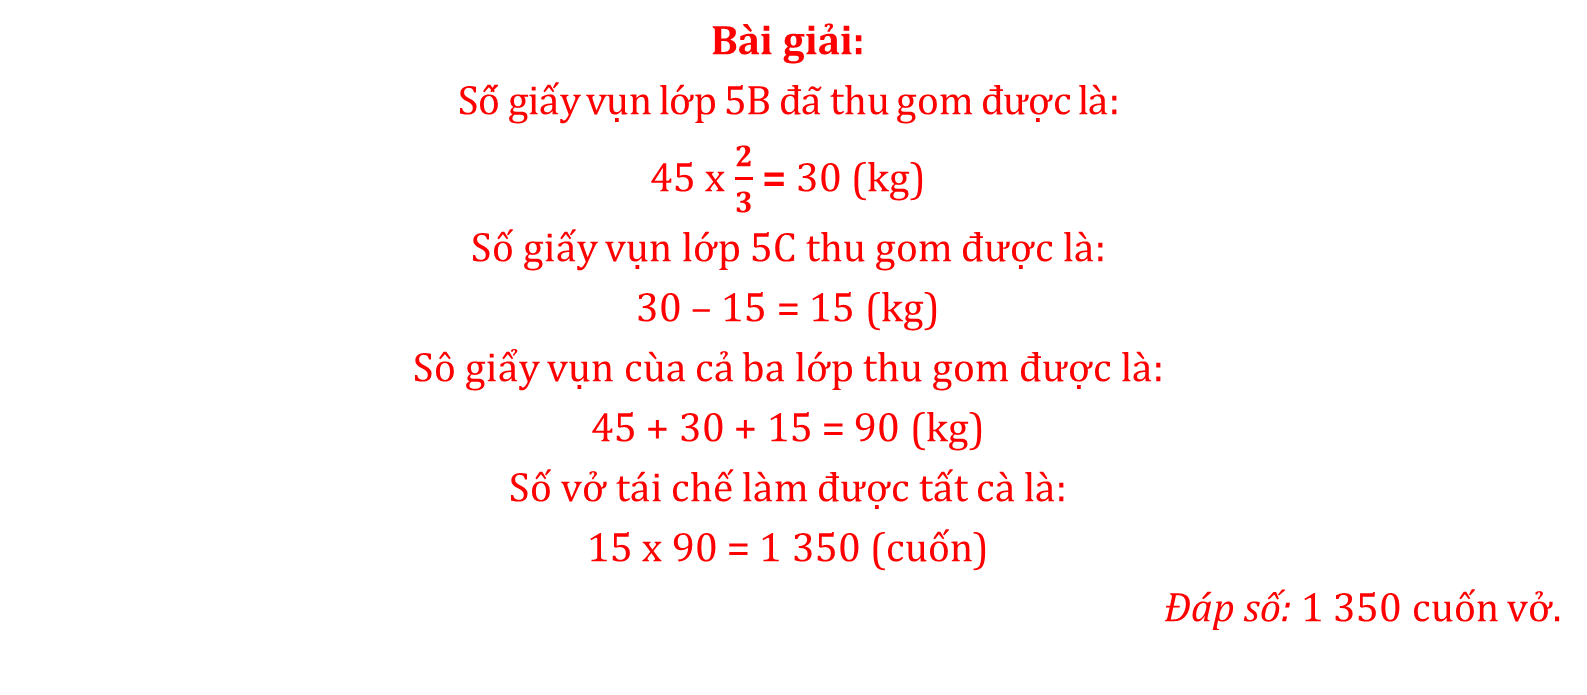 Bài giải:
Số giấy vụn lớp 5B đã thu gom được là:
45 x 2/3 = 30 (kg)
Số giấy vụn lớp 5C thu gom được là:
30 – 15 = 15 (kg)
Sô giẩy vụn cùa cả ba lớp thu gom được là:
45 + 30 + 15 = 90 (kg)
Số vở tái chế làm được tất cà là:
15 x 90 = 1 350 (cuốn)
Đáp số: 1 350 cuốn vở.